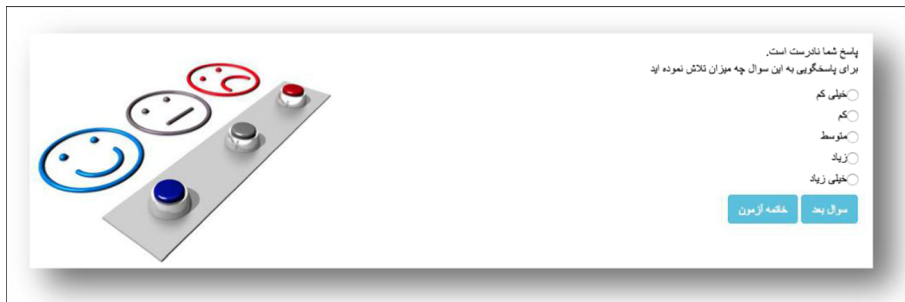 پاسخ شما نادرست است.
برای پاسخگویی به این سوال چه میزان تلاش نموده اید
خیلی کم
کم
متوسط
زیاد
خیلی زیاد
سوال بعد خاتمه آزمون